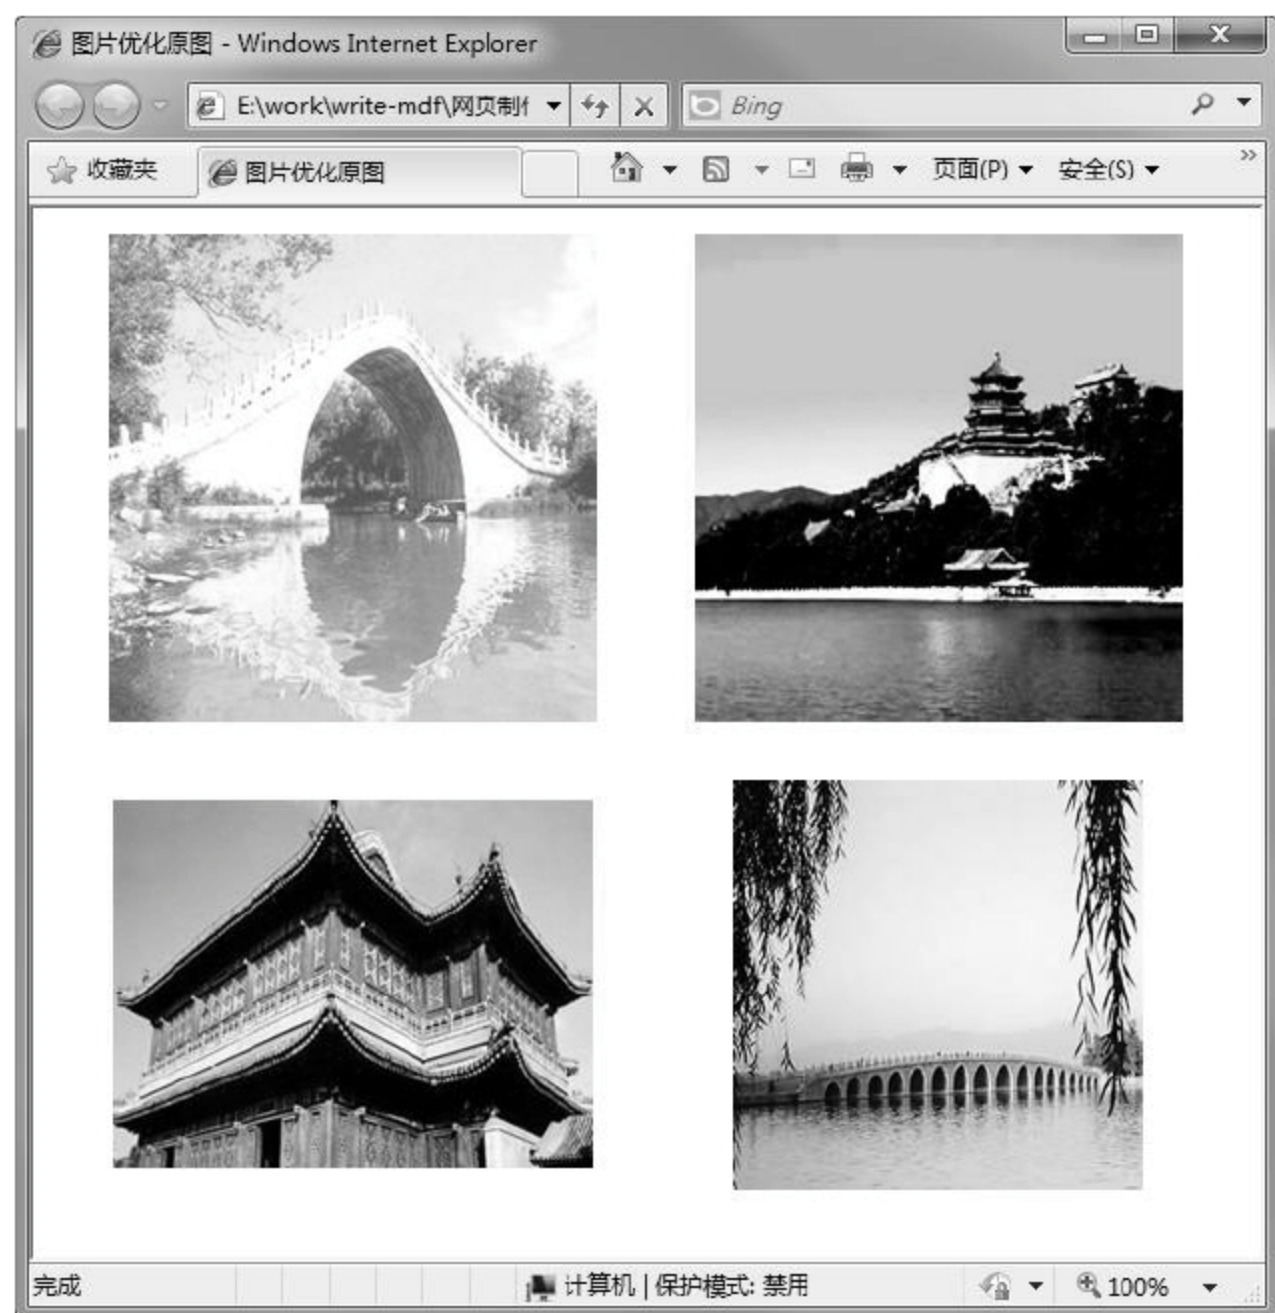 图片优化原图 - Windows Internet Explorer
E:\work\write-mdf\网页制作
Bing
收藏夹
图片优化原图
页面(P)
安全(S)
»
完成
计算机 | 保护模式: 禁用
100%